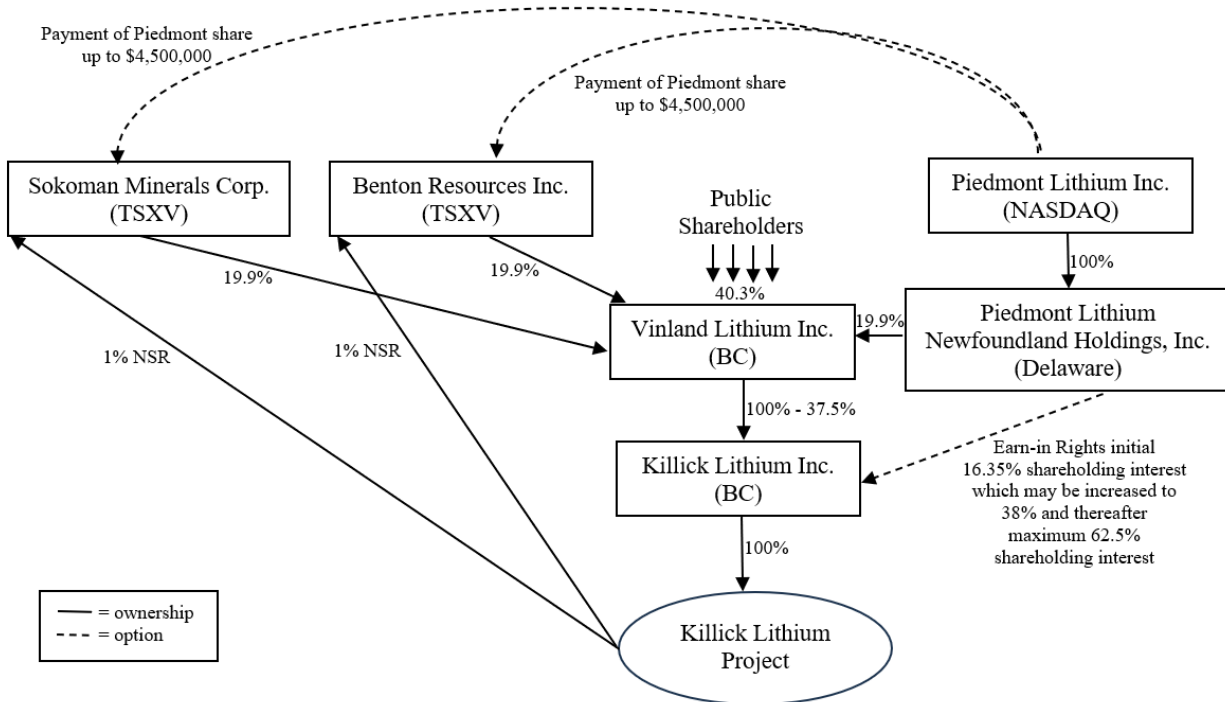 Payment of Piedmont share
up to $4,500,000
Payment of Piedmont share
up to $4,500,000
Sokoman Minerals Corp.
(TSXV)
Benton Resources Inc.
(TSXV)
Public
Shareholders
Piedmont Lithium Inc.
(NASDAQ)
19.9%
19.9%
40.3%
100%
Vinland Lithium Inc.
(BC)
19.9%
Piedmont Lithium
Newfoundland Holdings, Inc.
(Delaware)
1% NSR
1% NSR
100% - 37.5%
Killick Lithium Inc.
(BC)
Earn-in Rights initial
16.35% shareholding interest
which may be increased to
38% and thereafter
maximum 62.5%
shareholding interest
100%
= ownership
= option
Killick Lithium
Project